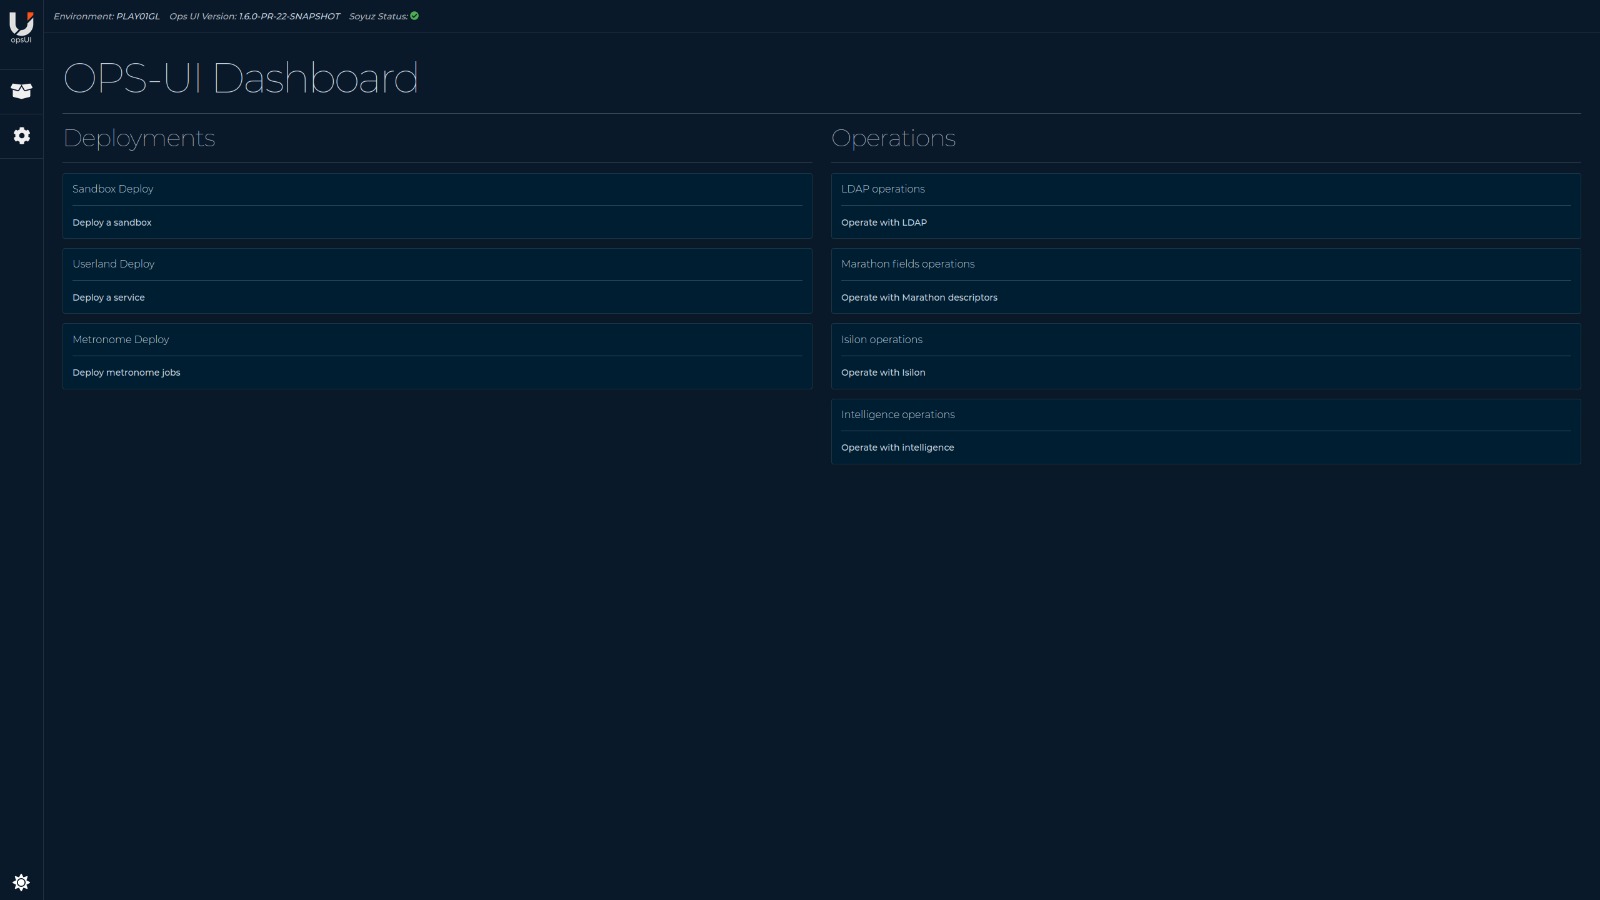 Environment: PLAY01GL Ops UI Version: 1.6.0-PR-22-SNAPSHOT Soyuz Status:
opsUI
OPS-UI Dashboard
Deployments
Sandbox Deploy
Deploy a sandbox
Userland Deploy
Deploy a service
Metronome Deploy
Deploy metronome jobs
Operations
LDAP operations
Operate with LDAP
Marathon fields operations
Operate with Marathon descriptors
Isilon operations
Operate with Isilon
Intelligence operations
Operate with intelligence